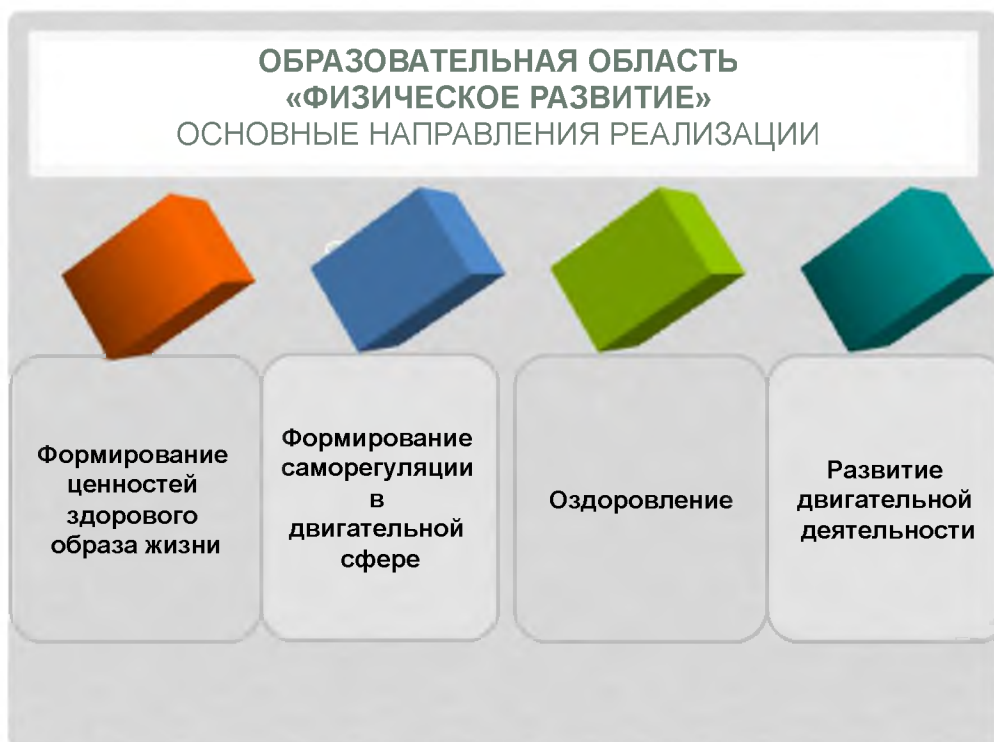 ОБРАЗОВАТЕЛЬНАЯ ОБЛАСТЬ
«ФИЗИЧЕСКОЕ РАЗВИТИЕ»
ОСНОВНЫЕ НАПРАВЛЕНИЯ РЕАЛИЗАЦИИ
Формирование
ценностей
здорового
образа жизни
Формирование
саморегуляции
в
двигательной
сфере
Оздоровление
Развитие
двигательной
деятельности